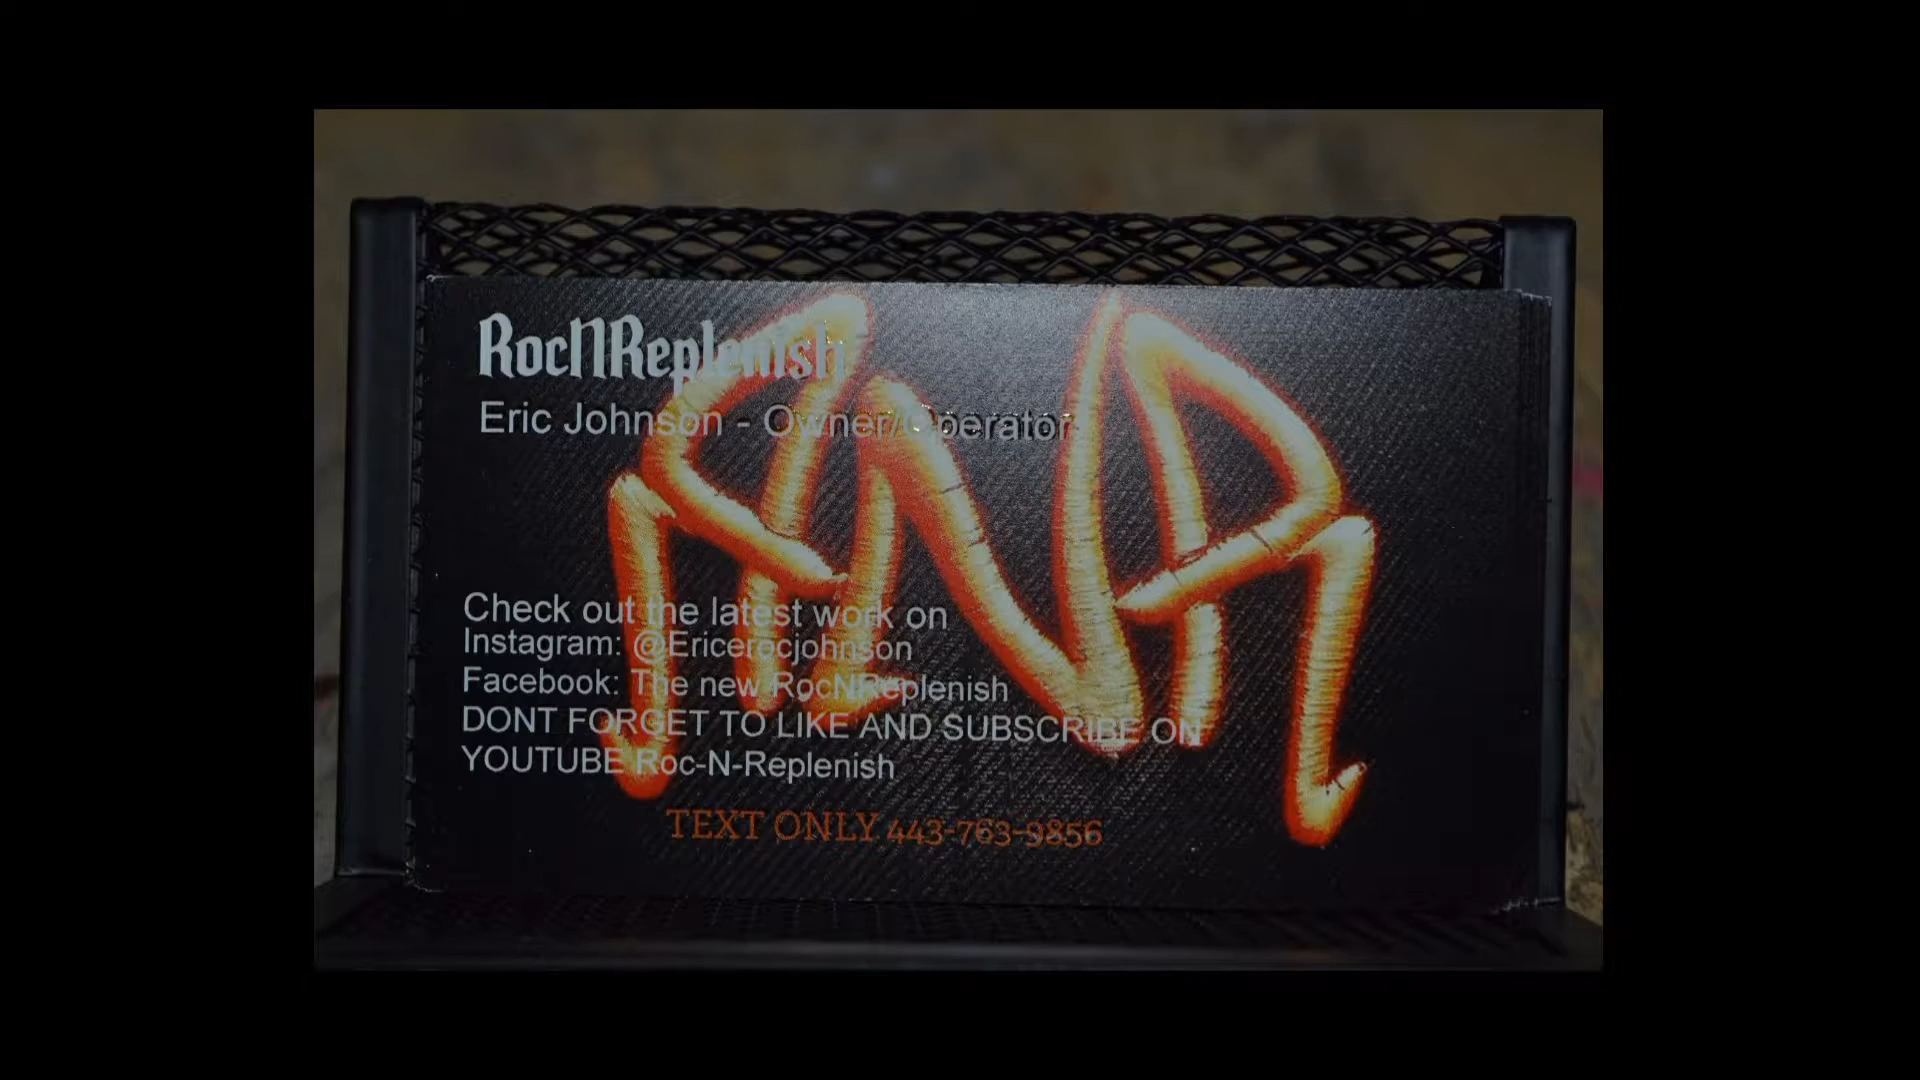 RocNReplenish
Eric Johnson - Owner/Operator
RNR
Check out the latest work on
Instagram: @Ericerocjohnson
Facebook: The new RocNReplenish
DONT FORGET TO LIKE AND SUBSCRIBE ON
YOUTUBE Roc-N-Replenish
TEXT ONLY 443-763-9856